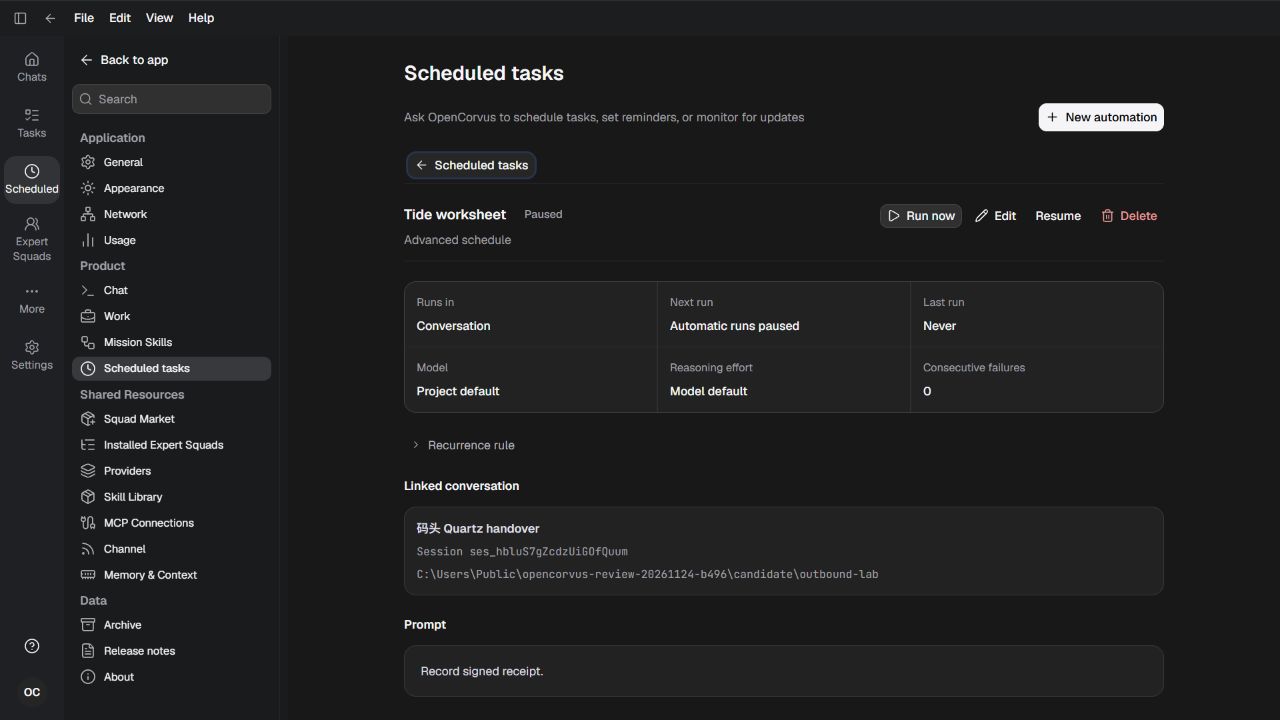 File Edit View Help
Chats
Tasks
Scheduled
Expert
Squads
More
Settings
OC
Back to app
Search
Application
General
Appearance
Network
Usage
Product
Chat
Work
Mission Skills
Scheduled tasks
Shared Resources
Squad Market
Installed Expert Squads
Providers
Skill Library
MCP Connections
Channel
Memory & Context
Data
Archive
Release notes
About
Scheduled tasks
Ask OpenCorvus to schedule tasks, set reminders, or monitor for updates
New automation
Scheduled tasks
Tide worksheet Paused
Run now Edit Resume Delete
Advanced schedule
Runs in
Conversation
Next run
Automatic runs paused
Last run
Never
Model
Project default
Reasoning effort
Model default
Consecutive failures
0
Recurrence rule
Linked conversation
码头 Quartz handover
Session ses_hbluS7gZcdzUiGOfQuum
C:\Users\Public\opencorvus-review-20261124-b496\candidate\outbound-lab
Prompt
Record signed receipt.